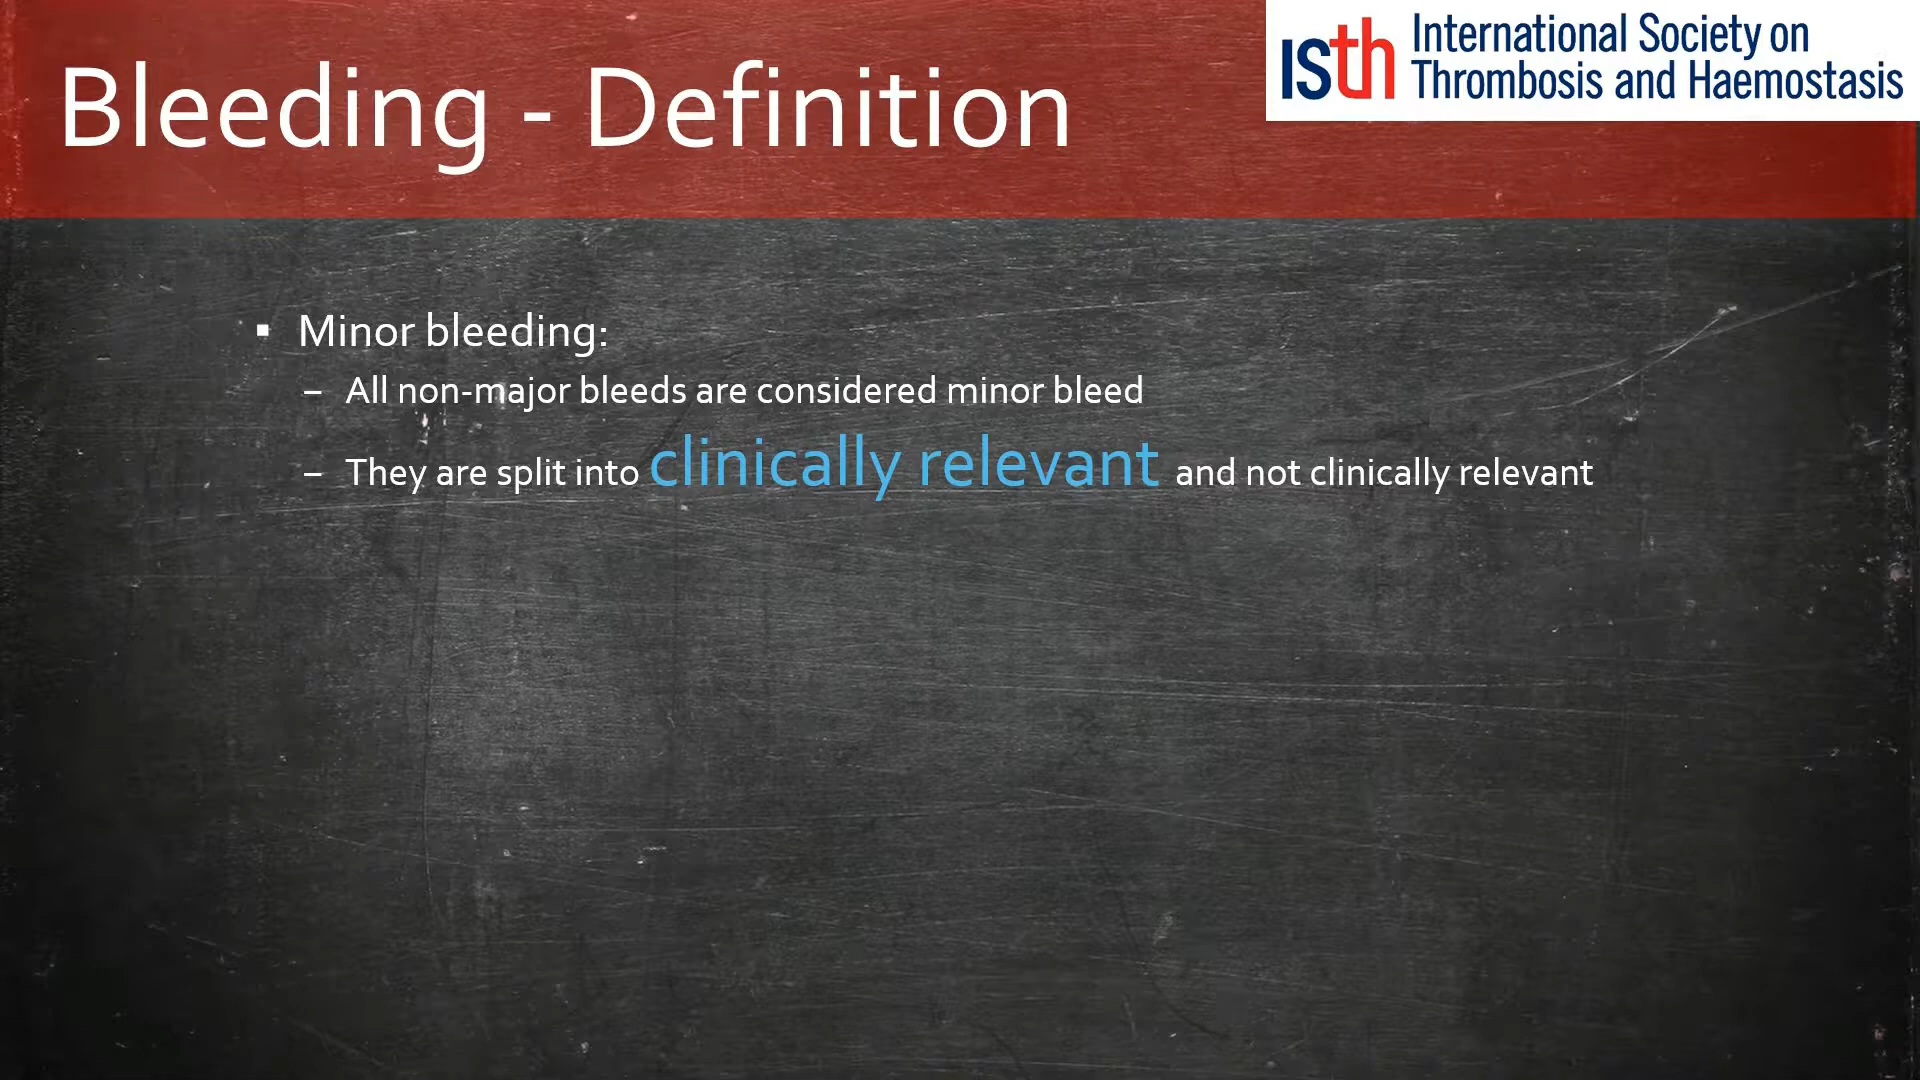 Bleeding - Definition
isth International Society on
Thrombosis and Haemostasis
▪ Minor bleeding:
– All non-major bleeds are considered minor bleed
– They are split into clinically relevant and not clinically relevant